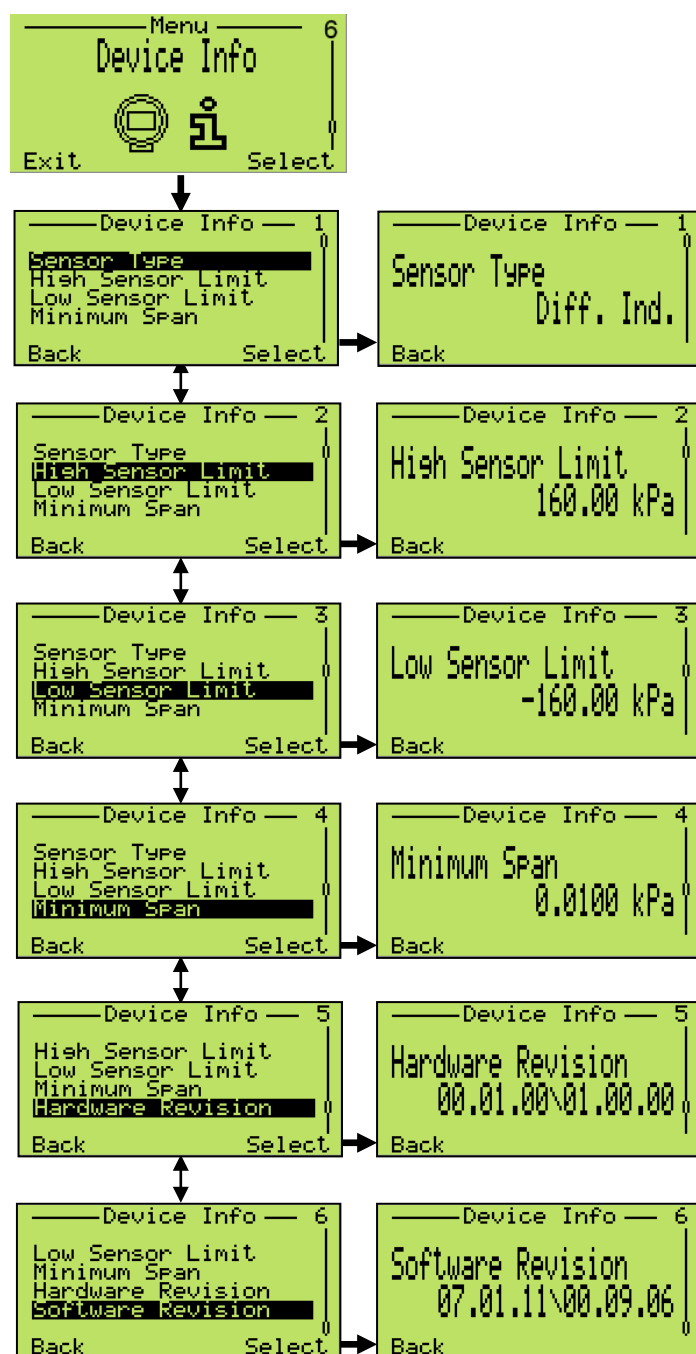 Menu 6
Device Info
Exit Select
Device Info 1
Sensor Type
High Sensor Limit
Low Sensor Limit
Minimum Span
Back Select
Device Info 1
Sensor Type
Diff. Ind.
Back
Device Info 2
Sensor Type
High Sensor Limit
Low Sensor Limit
Minimum Span
Back Select
Device Info 2
High Sensor Limit
160.00 kPa
Back
Device Info 3
Sensor Type
High Sensor Limit
Low Sensor Limit
Minimum Span
Back Select
Device Info 3
Low Sensor Limit
-160.00 kPa
Back
Device Info 4
Sensor Type
High Sensor Limit
Low Sensor Limit
Minimum Span
Back Select
Device Info 4
Minimum Span
0.0100 kPa
Back
Device Info 5
High Sensor Limit
Low Sensor Limit
Minimum Span
Hardware Revision
Back Select
Device Info 5
Hardware Revision
00.01.00\01.00.00
Back
Device Info 6
Low Sensor Limit
Minimum Span
Hardware Revision
Software Revision
Back Select
Device Info 6
Software Revision
07.01.11\00.09.06
Back